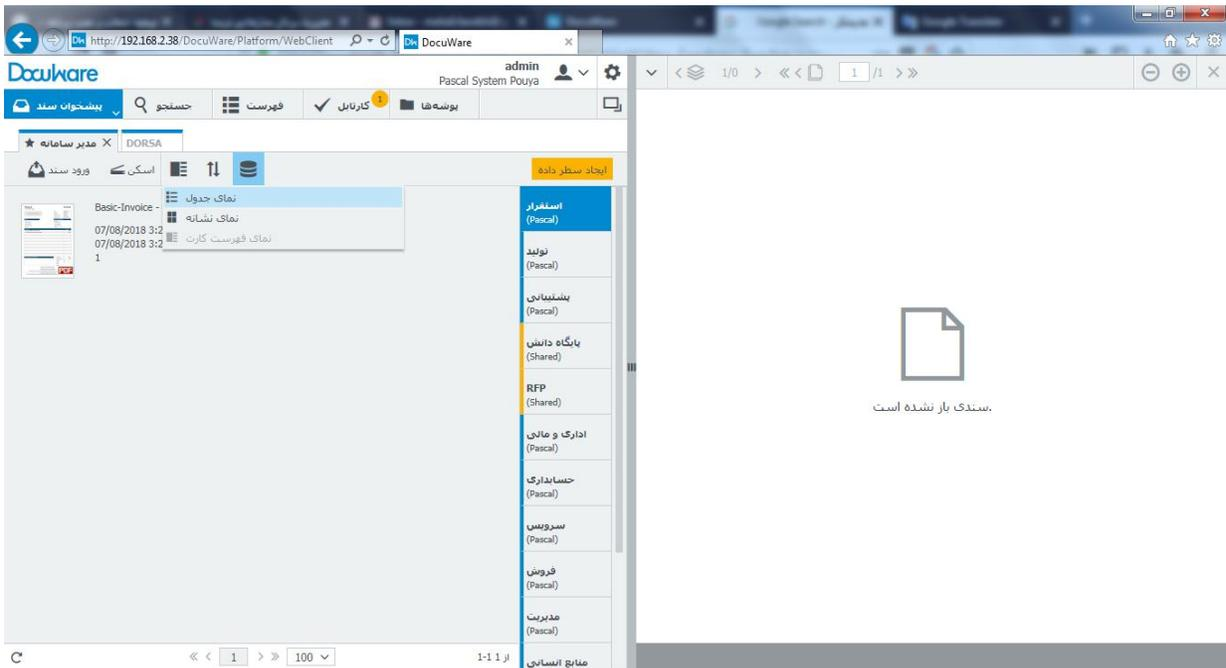 http://192.168.2.38/DocuWare/Platform/WebClient
DocuWare
DocuWare
admin
Pascal System Pouya
1/0
1 /1
پیشخوان سند
جستجو
فهرست
کارتابل
1
پوشه‌ها
مدیر سامانه
DORSA
ورود سند
اسکن
ایجاد سطر داده
نمای جدول
نمای نشانه
نمای فهرست کارت
Basic-Invoice -
07/08/2018 3:2
07/08/2018 3:2
1
PDF
استقرار
(Pascal)
تولید
(Pascal)
پشتیبانی
(Pascal)
پایگاه دانش
(Shared)
RFP
(Shared)
اداری و مالی
(Pascal)
حسابداری
(Pascal)
سرویس
(Pascal)
فروش
(Pascal)
مدیریت
(Pascal)
منابع انسانی
سندی باز نشده است.
1
100
1-1 از 1